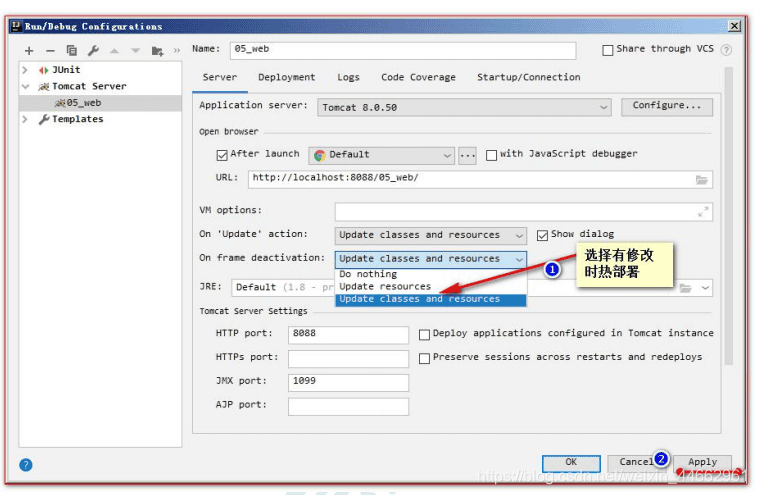 Run/Debug Configurations
Name: 05_web
Share through VCS
JUnit
Tomcat Server
05_web
Templates
Server Deployment Logs Code Coverage Startup/Connection
Application server: Tomcat 8.0.50 Configure...
Open browser
After launch Default ... with JavaScript debugger
URL: http://localhost:8088/05_web/
VM options:
On 'Update' action: Update classes and resources Show dialog
On frame deactivation: Update classes and resources
Do nothing
Update resources
Update classes and resources
1
选择有修改
时热部署
JRE: Default (1.8 - pr
Tomcat Server Settings
HTTP port: 8088 Deploy applications configured in Tomcat instance
HTTPs port: Preserve sessions across restarts and redeploys
JMX port: 1099
AJP port:
? OK Cancel 2 Apply
https://blog.csdn.net/weixin_44662961